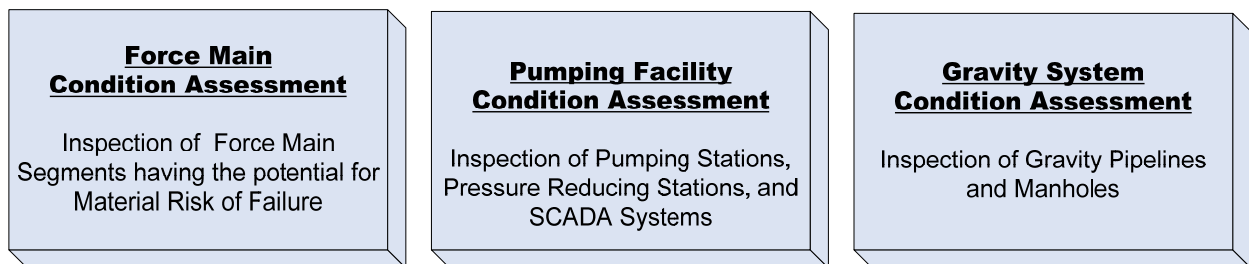 Force Main
Condition Assessment
Inspection of  Force Main
Segments having the potential for
Material Risk of Failure
Pumping Facility
Condition Assessment
Inspection of Pumping Stations,
Pressure Reducing Stations, and
SCADA Systems
Gravity System
Condition Assessment
Inspection of Gravity Pipelines
and Manholes